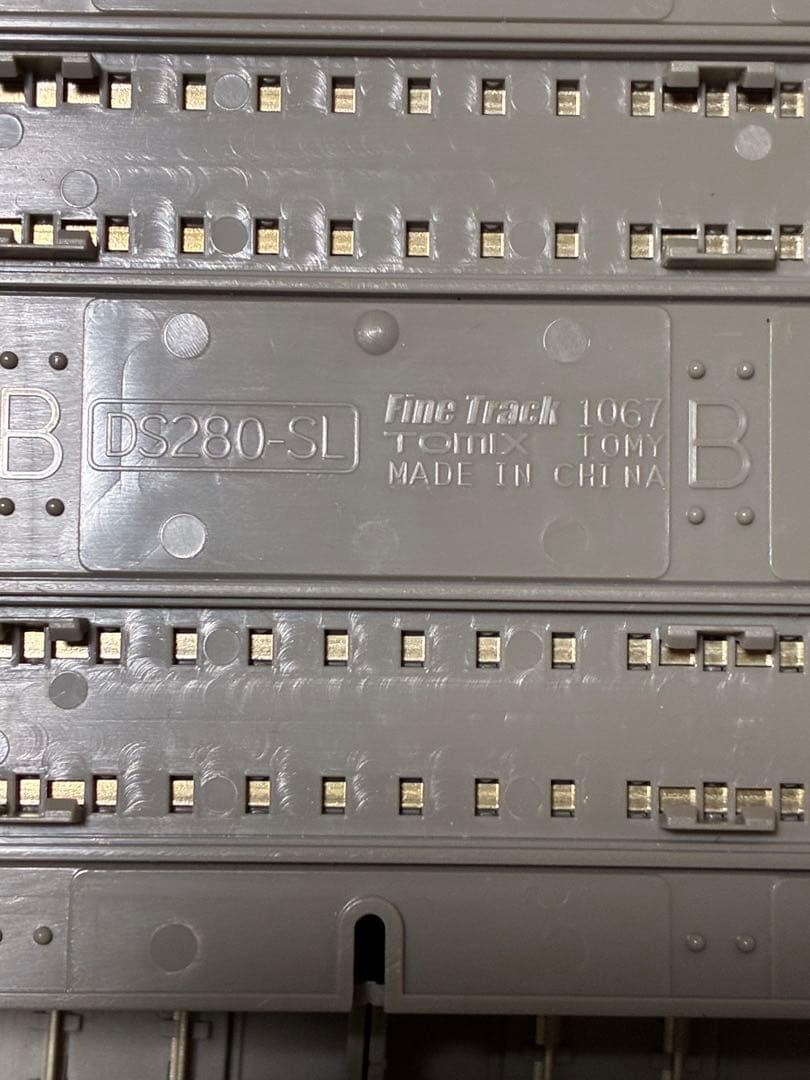 B
DS280-SL
Fine Track 1067
TOMIX TOMY
MADE IN CHINA
B